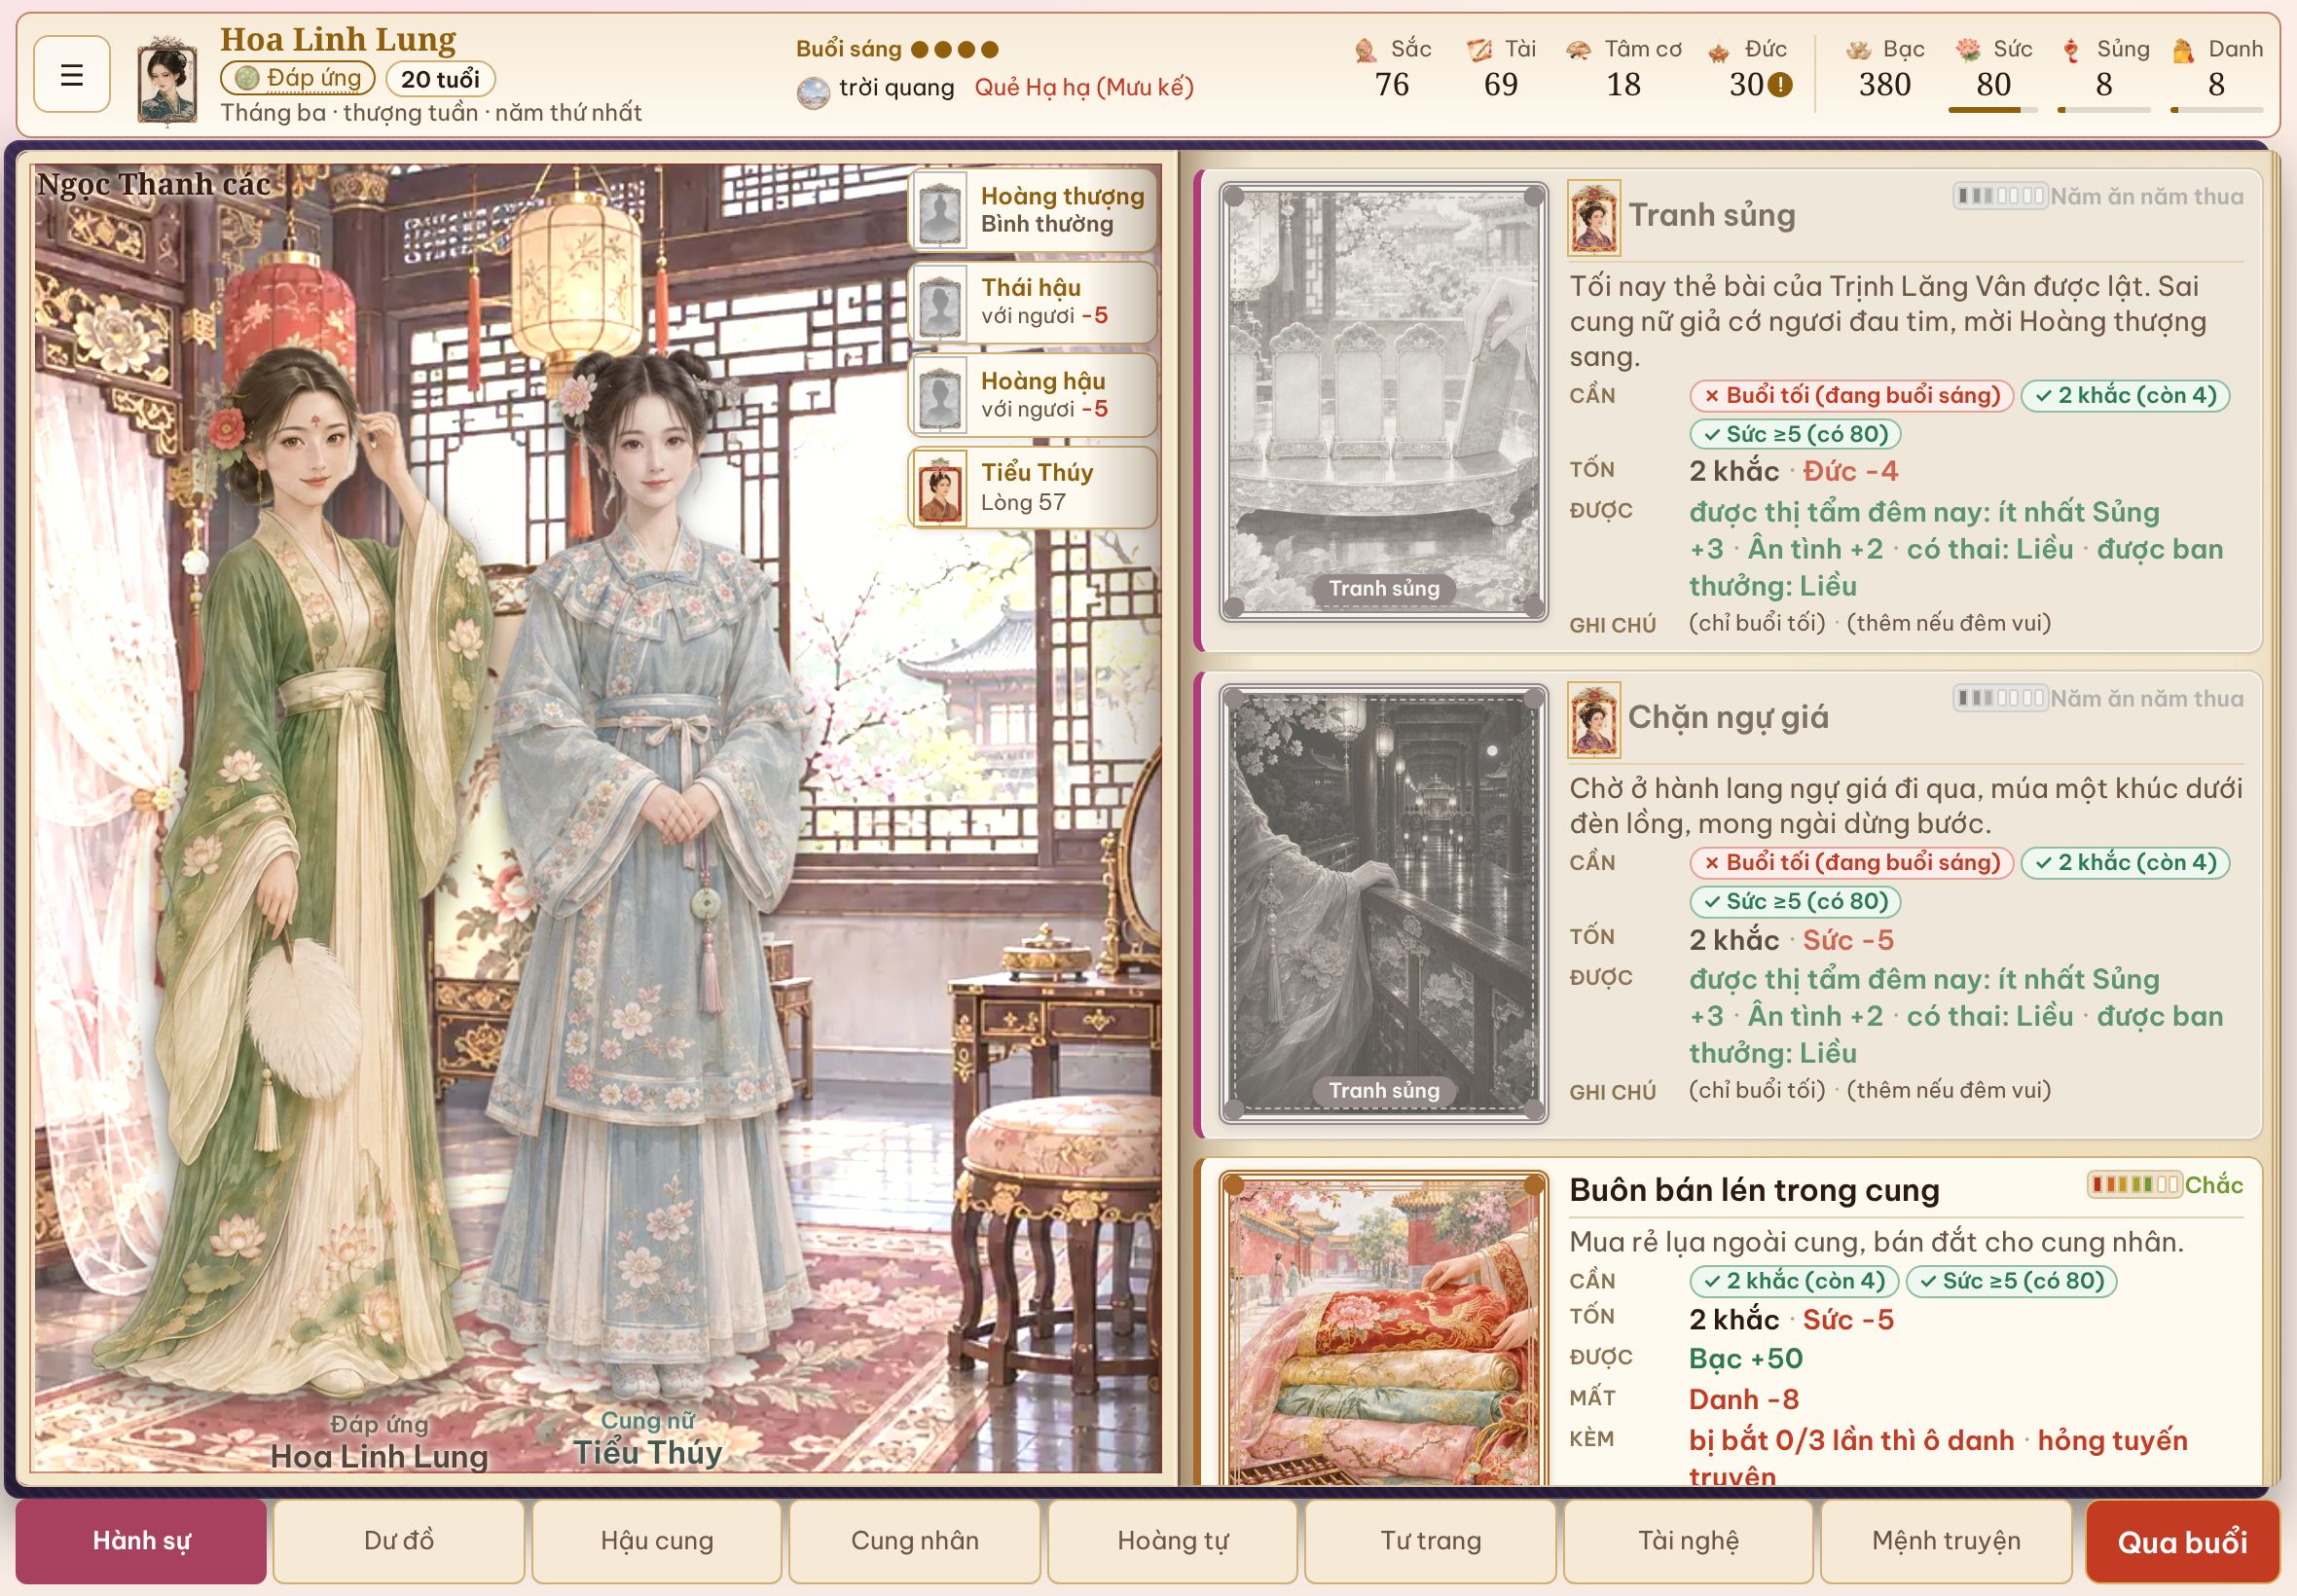 ☰
Hoa Linh Lung
Đáp ứng
20 tuổi
Tháng ba · thượng tuần · năm thứ nhất
Buổi sáng
trời quang Quẻ Hạ hạ (Mưu kế)
Sắc
76
Tài
69
Tâm cơ
18
Đức
30 !
Bạc
380
Sức
80
Sủng
8
Danh
8
Ngọc Thanh các
Hoàng thượng
Bình thường
Thái hậu
với ngươi -5
Hoàng hậu
với ngươi -5
Tiểu Thúy
Lòng 57
Đáp ứng
Hoa Linh Lung
Cung nữ
Tiểu Thúy
Tranh sủng
Tranh sủng
Năm ăn năm thua
Tối nay thẻ bài của Trịnh Lăng Vân được lật. Sai
cung nữ giả cớ ngươi đau tim, mời Hoàng thượng
sang.
CẦN × Buổi tối (đang buổi sáng) ✓ 2 khắc (còn 4)
✓ Sức ≥5 (có 80)
TỐN 2 khắc · Đức -4
ĐƯỢC được thị tẩm đêm nay: ít nhất Sủng
+3 · Ân tình +2 · có thai: Liều · được ban
thưởng: Liều
GHI CHÚ (chỉ buổi tối) · (thêm nếu đêm vui)
Tranh sủng
Chặn ngự giá
Năm ăn năm thua
Chờ ở hành lang ngự giá đi qua, múa một khúc dưới
đèn lồng, mong ngài dừng bước.
CẦN × Buổi tối (đang buổi sáng) ✓ 2 khắc (còn 4)
✓ Sức ≥5 (có 80)
TỐN 2 khắc · Sức -5
ĐƯỢC được thị tẩm đêm nay: ít nhất Sủng
+3 · Ân tình +2 · có thai: Liều · được ban
thưởng: Liều
GHI CHÚ (chỉ buổi tối) · (thêm nếu đêm vui)
Buôn bán lén trong cung
Chắc
Mua rẻ lụa ngoài cung, bán đắt cho cung nhân.
CẦN ✓ 2 khắc (còn 4) ✓ Sức ≥5 (có 80)
TỐN 2 khắc · Sức -5
ĐƯỢC Bạc +50
MẤT Danh -8
KÈM bị bắt 0/3 lần thì ô danh · hỏng tuyến
truyện
Hành sự
Dư đồ
Hậu cung
Cung nhân
Hoàng tự
Tư trang
Tài nghệ
Mệnh truyện
Qua buổi